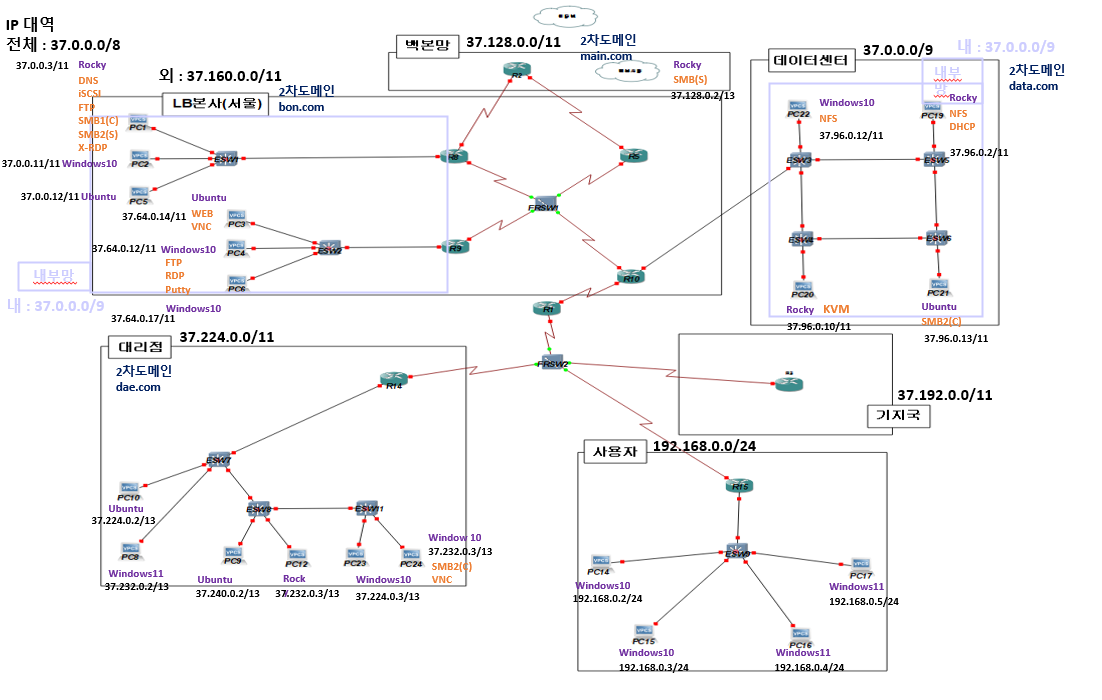 IP 대역
전체 : 37.0.0.0/8
37.0.0.3/11
Rocky
DNS
iSCSI
FTP
SMB1(C)
SMB2(S)
X-RDP
외 : 37.160.0.0/11
LB본사(서울)
2차도메인
bon.com
백본망
37.128.0.0/11
2차도메인
main.com
Rocky
SMB(S)
37.128.0.2/13
R2
데이터센터
37.0.0.0/9
내 : 37.0.0.0/9
2차도메인
data.com
내부
망
PC1
PC2
PC5
ESW1
37.0.0.11/11
Windows10
37.0.0.12/11
Ubuntu
R8
R5
FRSW1
37.64.0.14/11
Ubuntu
WEB
VNC
PC3
PC4
PC6
ESW2
R9
37.64.0.12/11
Windows10
FTP
RDP
Putty
Windows10
37.64.0.17/11
내부망
내 : 37.0.0.0/9
R10
R1
PC22
Windows10
NFS
37.96.0.12/11
PC19
Rocky
NFS
DHCP
37.96.0.2/11
ESW3
ESW5
ESW4
ESW6
PC20
PC21
Rocky
KVM
37.96.0.10/11
Ubuntu
SMB2(C)
37.96.0.13/11
대리점
37.224.0.0/11
2차도메인
dae.com
R14
FRSW2
37.192.0.0/11
기지국
ESW7
PC10
Ubuntu
37.224.0.2/13
PC8
Windows11
37.232.0.2/13
ESW8
ESW11
PC9
Ubuntu
37.240.0.2/13
PC12
Rock
37.232.0.3/13
PC23
Windows10
37.224.0.3/13
PC24
Window 10
37.232.0.3/13
SMB2(C)
VNC
사용자
192.168.0.0/24
R15
ESW9
PC14
Windows10
192.168.0.2/24
PC15
Windows10
192.168.0.3/24
PC16
Windows11
192.168.0.4/24
PC17
Windows11
192.168.0.5/24